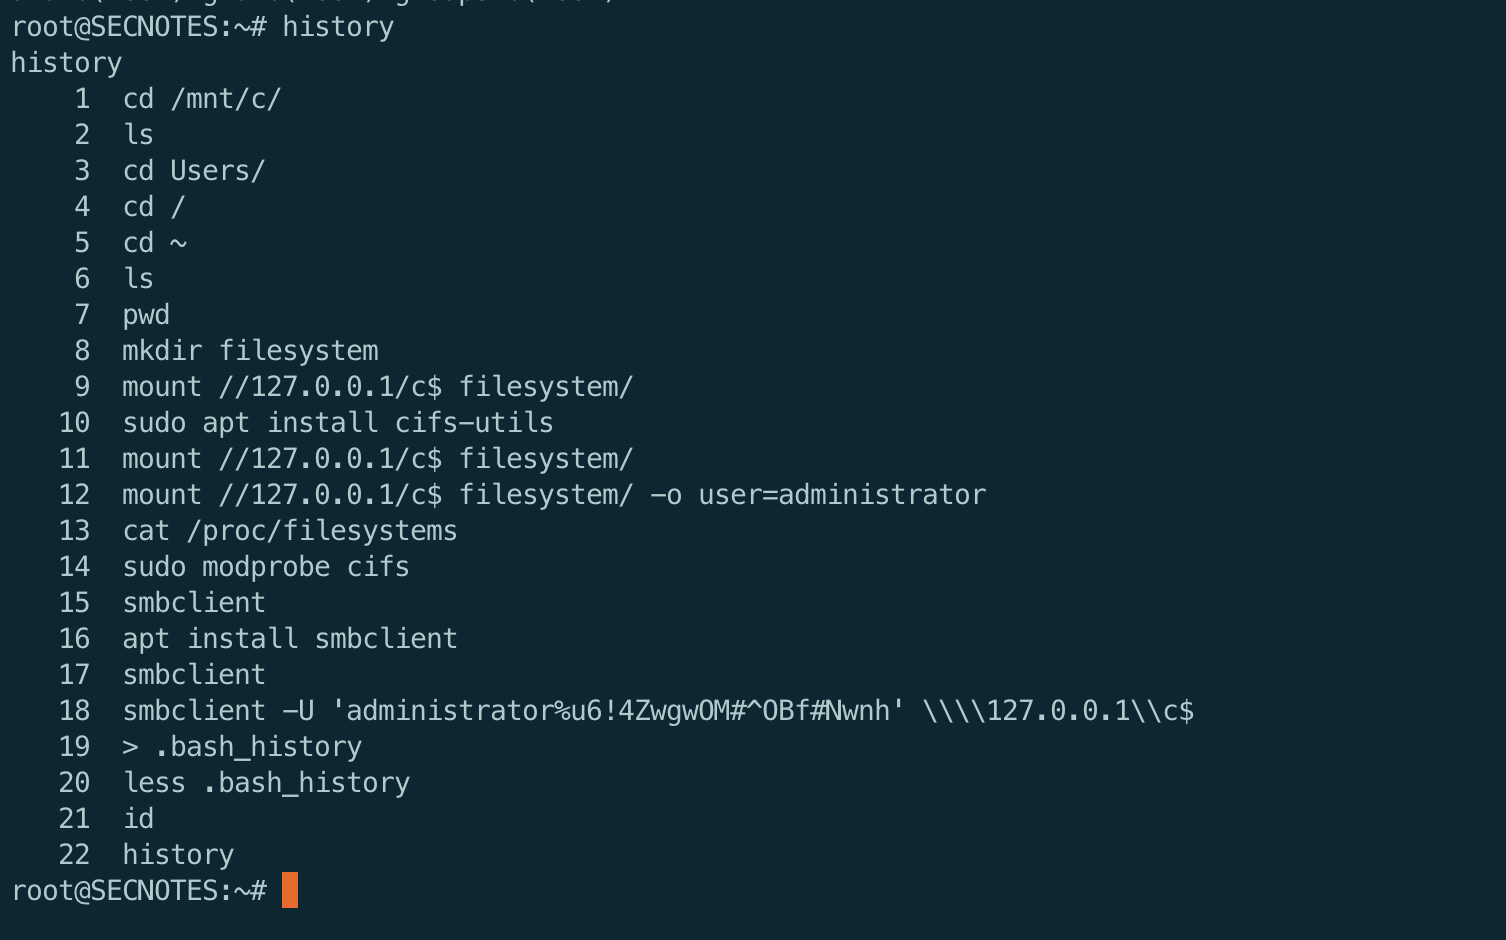 root@SECNOTES:~# history
history
    1  cd /mnt/c/
    2  ls
    3  cd Users/
    4  cd /
    5  cd ~
    6  ls
    7  pwd
    8  mkdir filesystem
    9  mount //127.0.0.1/c$ filesystem/
   10  sudo apt install cifs-utils
   11  mount //127.0.0.1/c$ filesystem/
   12  mount //127.0.0.1/c$ filesystem/ -o user=administrator
   13  cat /proc/filesystems
   14  sudo modprobe cifs
   15  smbclient
   16  apt install smbclient
   17  smbclient
   18  smbclient -U 'administrator%u6!4ZwgwOM#^OBf#Nwnh' \\\\127.0.0.1\\c$
   19  > .bash_history
   20  less .bash_history
   21  id
   22  history
root@SECNOTES:~#